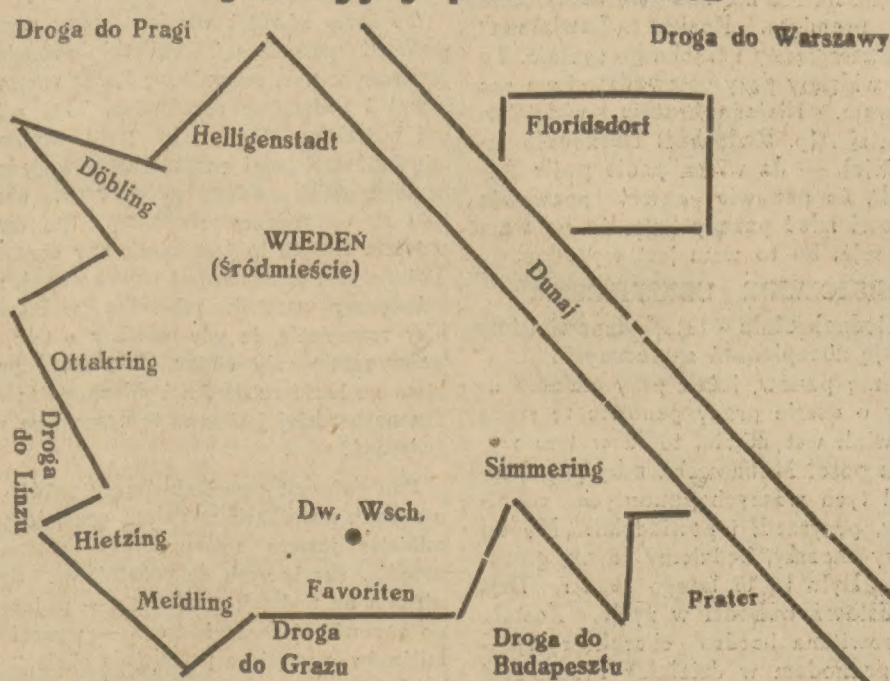 Droga do Pragi
Droga do Warszawy
Helligenstadt
Floridsdorf
Döbling
WIEDEŃ
(Śródmieście)
Dunaj
Ottakring
Droga
do Linzu
Simmering
Dw. Wsch.
Hietzing
Meidling
Favoriten
Prater
Droga
do Grazu
Droga do
Budapesztu